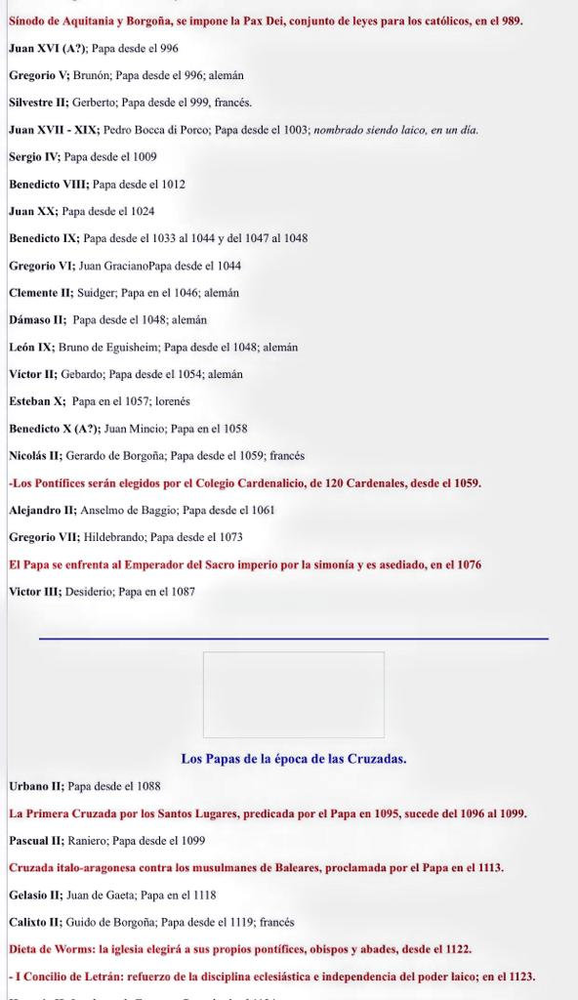 Sínodo de Aquitania y Borgoña, se impone la Pax Dei, conjunto de leyes para los católicos, en el 989.
Juan XVI (A?); Papa desde el 996
Gregorio V; Brunón; Papa desde el 996; alemán
Silvestre II; Gerberto; Papa desde el 999, francés.
Juan XVII - XIX; Pedro Bocca di Porco; Papa desde el 1003; nombrado siendo laico, en un día.
Sergio IV; Papa desde el 1009
Benedicto VIII; Papa desde el 1012
Juan XX; Papa desde el 1024
Benedicto IX; Papa desde el 1033 al 1044 y del 1047 al 1048
Gregorio VI; Juan GracianoPapa desde el 1044
Clemente II; Suidger; Papa en el 1046; alemán
Dámaso II; Papa desde el 1048; alemán
León IX; Bruno de Eguisheim; Papa desde el 1048; alemán
Víctor II; Gebardo; Papa desde el 1054; alemán
Esteban X; Papa en el 1057; lorenés
Benedicto X (A?); Juan Mincio; Papa en el 1058
Nicolás II; Gerardo de Borgoña; Papa desde el 1059; francés
-Los Pontífices serán elegidos por el Colegio Cardenalicio, de 120 Cardenales, desde el 1059.
Alejandro II; Anselmo de Baggio; Papa desde el 1061
Gregorio VII; Hildebrando; Papa desde el 1073
El Papa se enfrenta al Emperador del Sacro imperio por la simonía y es asediado, en el 1076
Victor III; Desiderio; Papa en el 1087
Los Papas de la época de las Cruzadas.
Urbano II; Papa desde el 1088
La Primera Cruzada por los Santos Lugares, predicada por el Papa en 1095, sucede del 1096 al 1099.
Pascual II; Raniero; Papa desde el 1099
Cruzada italo-aragonesa contra los musulmanes de Baleares, proclamada por el Papa en el 1113.
Gelasio II; Juan de Gaeta; Papa en el 1118
Calixto II; Guido de Borgoña; Papa desde el 1119; francés
Dieta de Worms: la iglesia elegirá a sus propios pontífices, obispos y abades, desde el 1122.
- I Concilio de Letrán: refuerzo de la disciplina eclesiástica e independencia del poder laico; en el 1123.